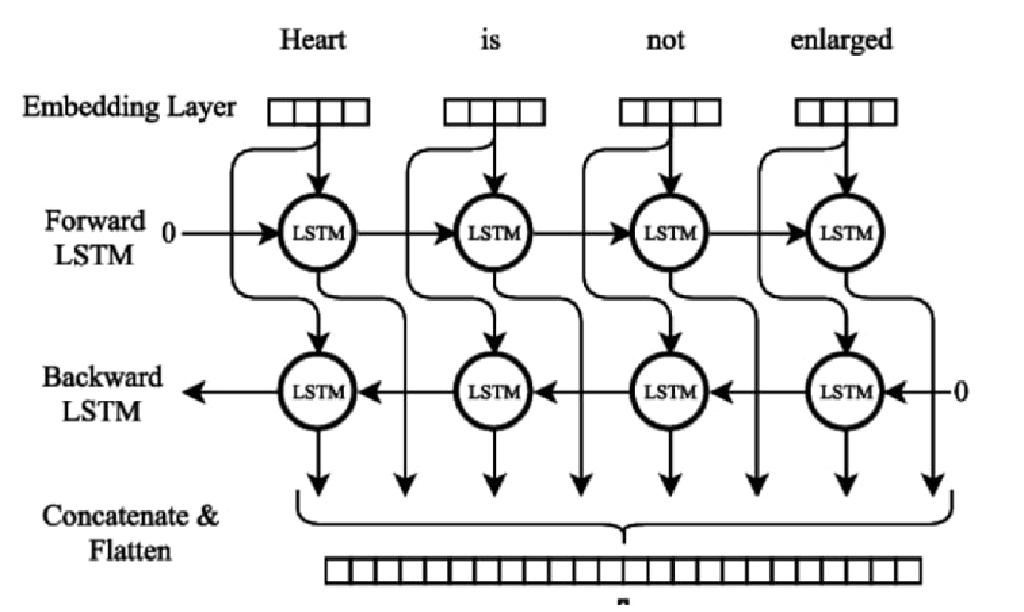 Heart is not enlarged
Embedding Layer
Forward
LSTM
0
LSTM LSTM LSTM LSTM
Backward
LSTM
LSTM LSTM LSTM LSTM
0
Concatenate &
Flatten